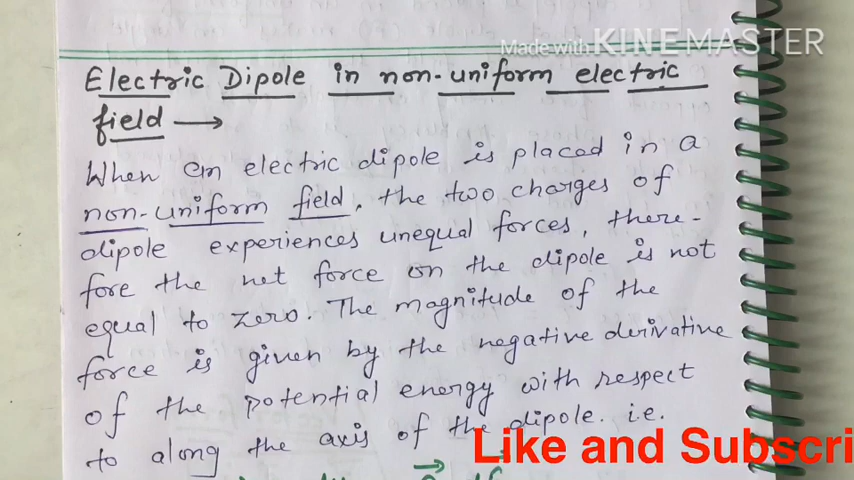 Made with KINEMASTER
Electric Dipole in non-uniform electric
field →
When an electric dipole is placed in a
non-uniform field, the two charges of
dipole experiences unequal forces, there-
fore the net force on the dipole is not
equal to zero. The magnitude of the
force is given by the negative derivative
of the potential energy with respect
to along the axis of the dipole. i.e.
Like and Subscri